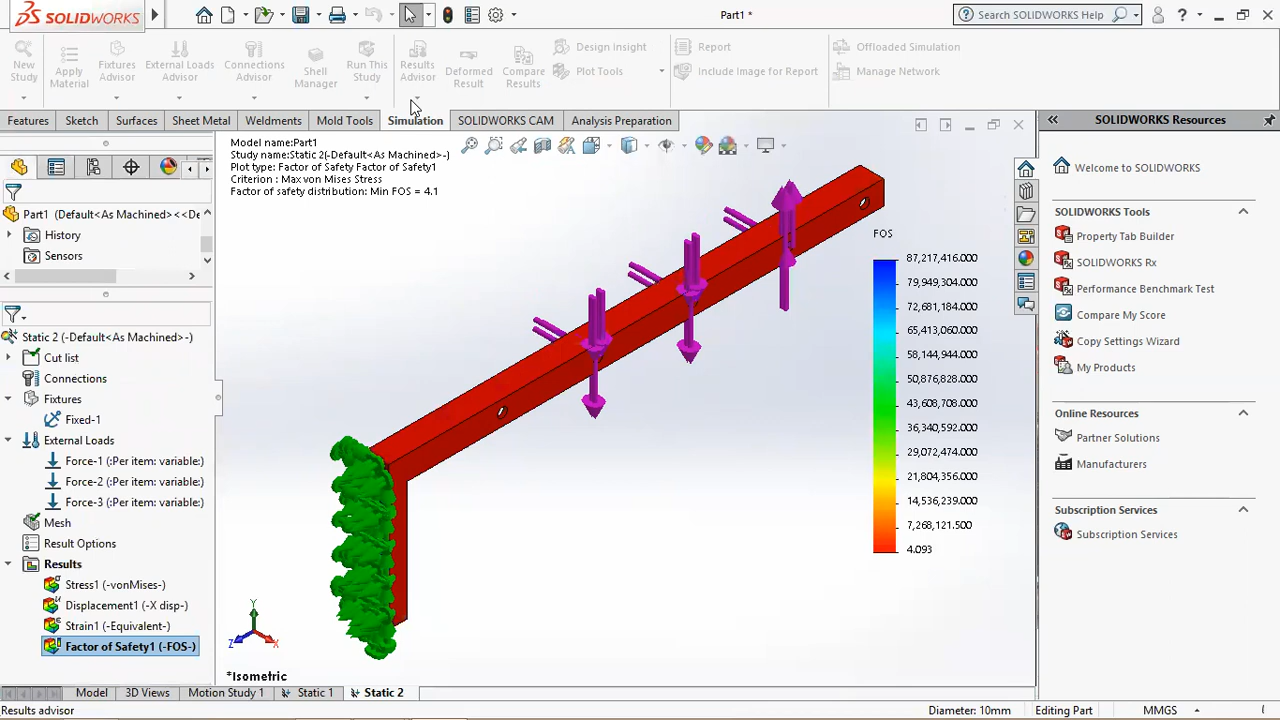 SOLIDWORKS
Part1 *
Search SOLIDWORKS Help
New Study
Apply Material
Fixtures Advisor
External Loads Advisor
Connections Advisor
Shell Manager
Run This Study
Results Advisor
Deformed Result
Compare Results
Design Insight
Plot Tools
Report
Include Image for Report
Offloaded Simulation
Manage Network
Features
Sketch
Surfaces
Sheet Metal
Weldments
Mold Tools
Simulation
SOLIDWORKS CAM
Analysis Preparation
Part1 (Default<As Machined><<De
History
Sensors
Static 2 (-Default<As Machined>-)
Cut list
Connections
Fixtures
Fixed-1
External Loads
Force-1 (:Per item: variable:)
Force-2 (:Per item: variable:)
Force-3 (:Per item: variable:)
Mesh
Result Options
Results
Stress1 (-vonMises-)
Displacement1 (-X disp-)
Strain1 (-Equivalent-)
Factor of Safety1 (-FOS-)
Model name:Part1
Study name:Static 2(-Default<As Machined>-)
Plot type: Factor of Safety Factor of Safety1
Criterion : Max von Mises Stress
Factor of safety distribution: Min FOS = 4.1
FOS
87,217,416.000
79,949,304.000
72,681,184.000
65,413,060.000
58,144,944.000
50,876,828.000
43,608,708.000
36,340,592.000
29,072,474.000
21,804,356.000
14,536,239.000
7,268,121.500
4.093
Y
Z
X
*Isometric
SOLIDWORKS Resources
Welcome to SOLIDWORKS
SOLIDWORKS Tools
Property Tab Builder
SOLIDWORKS Rx
Performance Benchmark Test
Compare My Score
Copy Settings Wizard
My Products
Online Resources
Partner Solutions
Manufacturers
Subscription Services
Subscription Services
Model
3D Views
Motion Study 1
Static 1
Static 2
Results advisor
Diameter: 10mm
Editing Part
MMGS